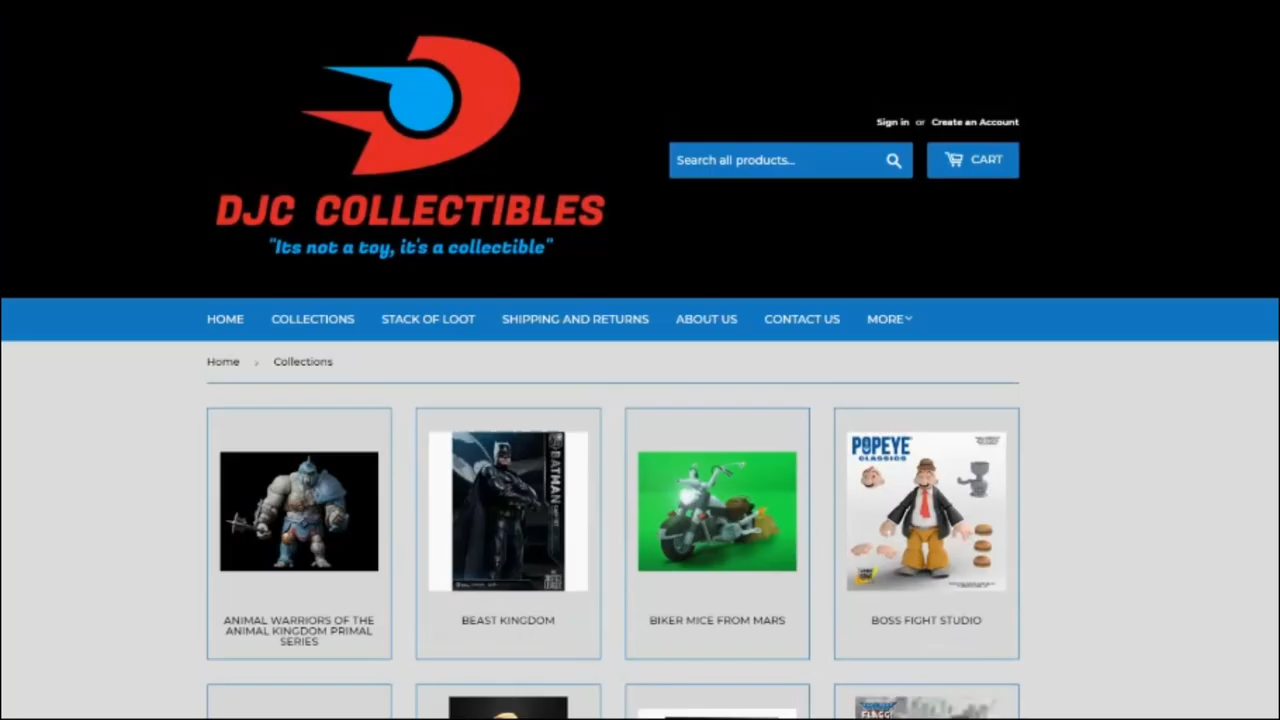 Sign in or Create an Account
Search all products...
CART
DJC COLLECTIBLES
"Its not a toy, it's a collectible"
HOME COLLECTIONS STACK OF LOOT SHIPPING AND RETURNS ABOUT US CONTACT US MORE
Home › Collections
BATMAN
POPEYE
CLASSICS
ANIMAL WARRIORS OF THE
ANIMAL KINGDOM PRIMAL
SERIES
BEAST KINGDOM
BIKER MICE FROM MARS
BOSS FIGHT STUDIO